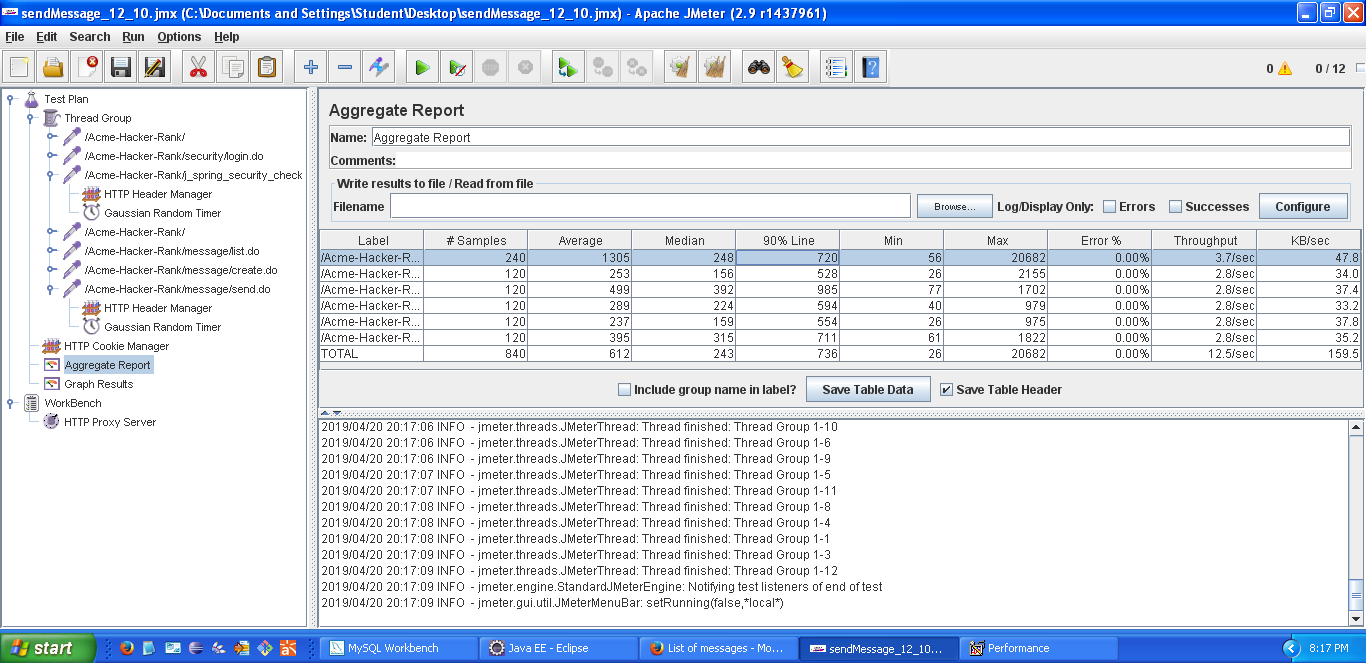 sendMessage_12_10.jmx (C:\Documents and Settings\Student\Desktop\sendMessage_12_10.jmx) - Apache JMeter (2.9 r1437961)
File Edit Search Run Options Help
0 0 / 12
Test Plan
Thread Group
/Acme-Hacker-Rank/
/Acme-Hacker-Rank/security/login.do
/Acme-Hacker-Rank/j_spring_security_check
HTTP Header Manager
Gaussian Random Timer
/Acme-Hacker-Rank/
/Acme-Hacker-Rank/message/list.do
/Acme-Hacker-Rank/message/create.do
/Acme-Hacker-Rank/message/send.do
HTTP Header Manager
Gaussian Random Timer
HTTP Cookie Manager
Aggregate Report
Graph Results
WorkBench
HTTP Proxy Server
Aggregate Report
Name: Aggregate Report
Comments:
Write results to file / Read from file
Filename Browse... Log/Display Only: Errors Successes Configure
Label # Samples Average Median 90% Line Min Max Error % Throughput KB/sec
/Acme-Hacker-R... 240 1305 248 720 56 20682 0.00% 3.7/sec 47.8
/Acme-Hacker-R... 120 253 156 528 26 2155 0.00% 2.8/sec 34.0
/Acme-Hacker-R... 120 499 392 985 77 1702 0.00% 2.8/sec 37.4
/Acme-Hacker-R... 120 289 224 594 40 979 0.00% 2.8/sec 33.2
/Acme-Hacker-R... 120 237 159 554 26 975 0.00% 2.8/sec 37.8
/Acme-Hacker-R... 120 395 315 711 61 1822 0.00% 2.8/sec 35.2
TOTAL 840 612 243 736 26 20682 0.00% 12.5/sec 159.5
Include group name in label? Save Table Data Save Table Header
2019/04/20 20:17:06 INFO - jmeter.threads.JMeterThread: Thread finished: Thread Group 1-10
2019/04/20 20:17:06 INFO - jmeter.threads.JMeterThread: Thread finished: Thread Group 1-6
2019/04/20 20:17:06 INFO - jmeter.threads.JMeterThread: Thread finished: Thread Group 1-9
2019/04/20 20:17:07 INFO - jmeter.threads.JMeterThread: Thread finished: Thread Group 1-5
2019/04/20 20:17:07 INFO - jmeter.threads.JMeterThread: Thread finished: Thread Group 1-11
2019/04/20 20:17:08 INFO - jmeter.threads.JMeterThread: Thread finished: Thread Group 1-8
2019/04/20 20:17:08 INFO - jmeter.threads.JMeterThread: Thread finished: Thread Group 1-4
2019/04/20 20:17:08 INFO - jmeter.threads.JMeterThread: Thread finished: Thread Group 1-1
2019/04/20 20:17:09 INFO - jmeter.threads.JMeterThread: Thread finished: Thread Group 1-3
2019/04/20 20:17:09 INFO - jmeter.threads.JMeterThread: Thread finished: Thread Group 1-12
2019/04/20 20:17:09 INFO - jmeter.engine.StandardJMeterEngine: Notifying test listeners of end of test
2019/04/20 20:17:09 INFO - jmeter.gui.util.JMeterMenuBar: setRunning(false,*local*)
start MySQL Workbench Java EE - Eclipse List of messages - Mo... sendMessage_12_10... Performance 8:17 PM